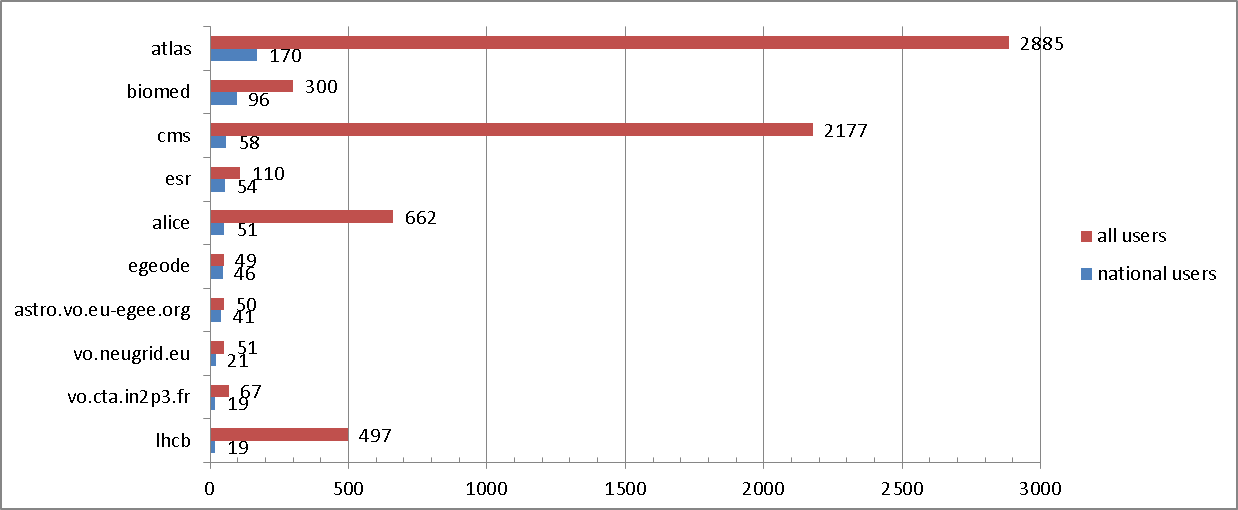 atlas
2885
170
biomed
300
96
cms
2177
58
esr
110
54
alice
662
51
egeode
49
46
astro.vo.eu-egee.org
50
41
vo.neugrid.eu
51
21
vo.cta.in2p3.fr
67
19
lhcb
497
19
0 500 1000 1500 2000 2500 3000
all users
national users